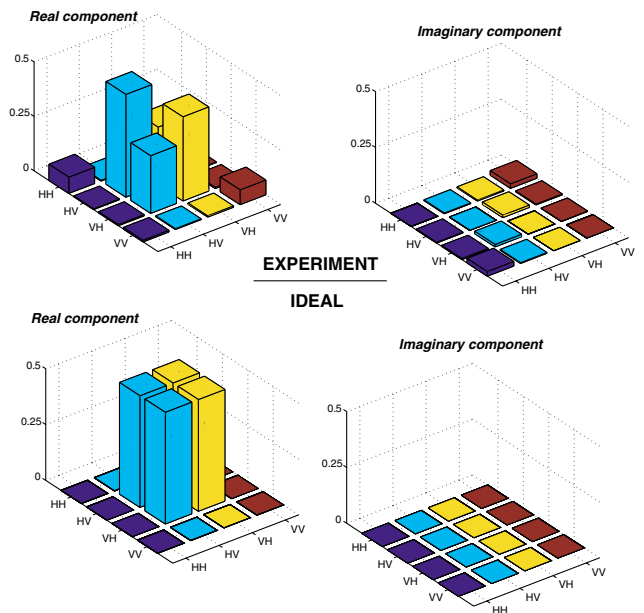 Real component
Imaginary component
0.5
0.25
0
HH
HV
VH
VV
HH
HV
VH
VV
0.5
0.25
0
HH
HV
VH
VV
HH
HV
VH
VV
EXPERIMENT
IDEAL
Real component
Imaginary component
0.5
0.25
0
HH
HV
VH
VV
HH
HV
VH
VV
0.5
0.25
0
HH
HV
VH
VV
HH
HV
VH
VV